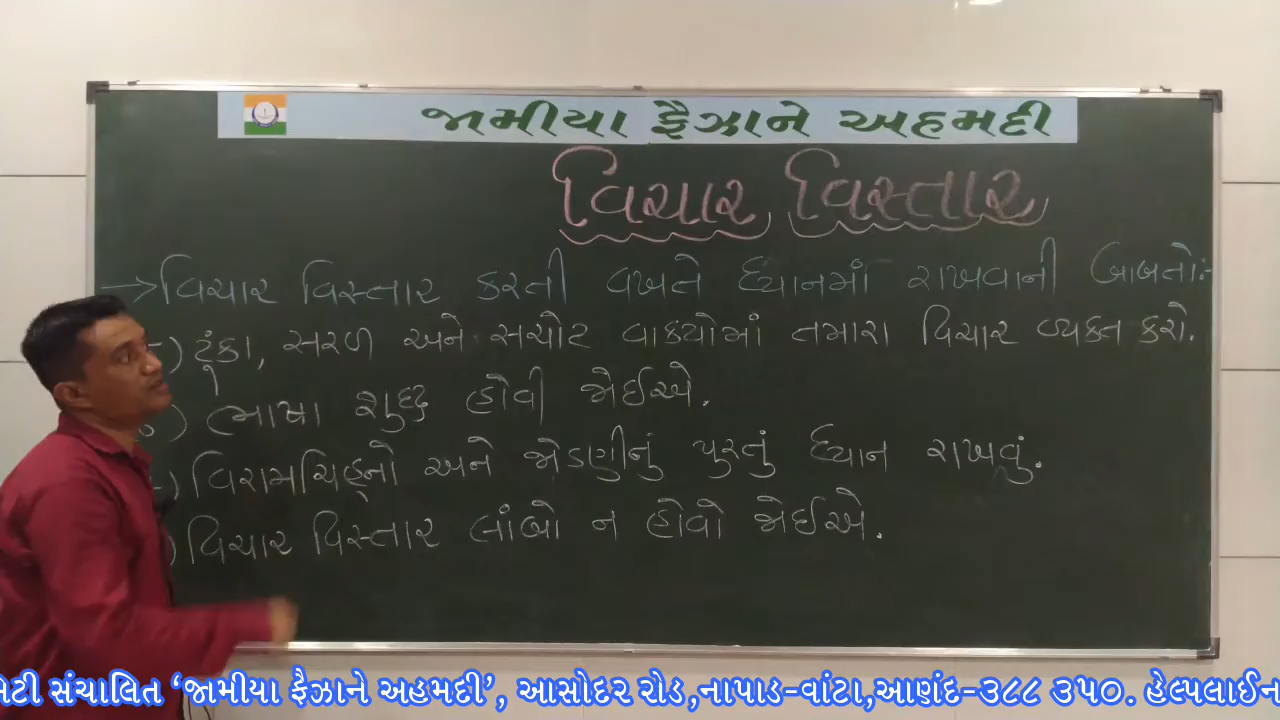 જામીયા ફૈઝાને અહમદી
વિચાર વિસ્તાર
→વિચાર વિસ્તાર કરતી વખતે ધ્યાનમાં રાખવાની બાબતો:-
) ટૂંકા, સરળ અને સચોટ વાક્યોમાં તમારા વિચાર વ્યક્ત કરો.
) ભાષા શુદ્ધ હોવી જોઈએ.
) વિરામચિહ્નો અને જોડણીનું પુરતું ધ્યાન રાખવું.
) વિચાર વિસ્તાર લાંબો ન હોવો જોઈએ.
સંચાલિત ‘જામીયા ફૈઝાને અહમદી’, આસોદર રોડ,નાપાડ-વાંટા,આણંદ-૩૮૮ ૩૫૦. હેલ્પલાઈન